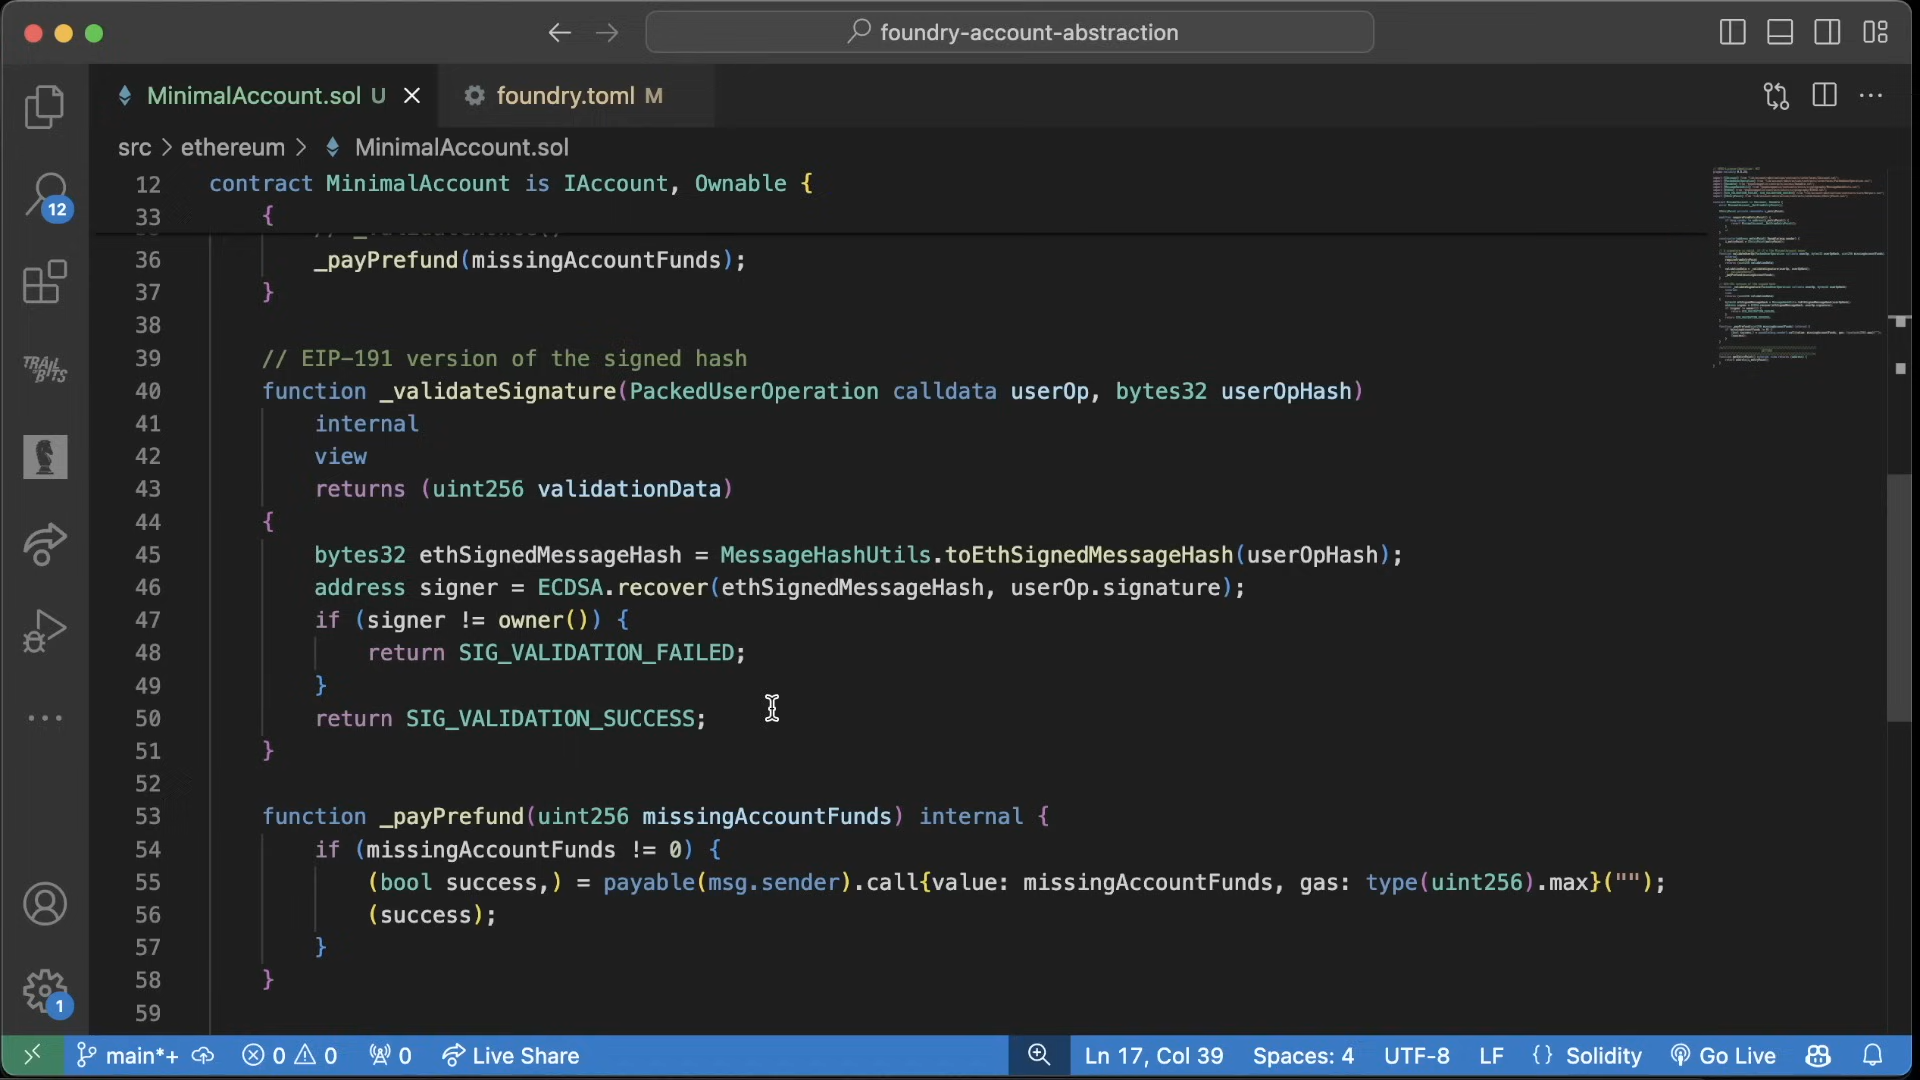 foundry-account-abstraction
MinimalAccount.sol U
foundry.toml M
src > ethereum > MinimalAccount.sol
12 contract MinimalAccount is IAccount, Ownable {
33 {
36 _payPrefund(missingAccountFunds);
37 }
38
39 // EIP-191 version of the signed hash
40 function _validateSignature(PackedUserOperation calldata userOp, bytes32 userOpHash)
41 internal
42 view
43 returns (uint256 validationData)
44 {
45 bytes32 ethSignedMessageHash = MessageHashUtils.toEthSignedMessageHash(userOpHash);
46 address signer = ECDSA.recover(ethSignedMessageHash, userOp.signature);
47 if (signer != owner()) {
48 return SIG_VALIDATION_FAILED;
49 }
50 return SIG_VALIDATION_SUCCESS;
51 }
52
53 function _payPrefund(uint256 missingAccountFunds) internal {
54 if (missingAccountFunds != 0) {
55 (bool success,) = payable(msg.sender).call{value: missingAccountFunds, gas: type(uint256).max}("");
56 (success);
57 }
58 }
59
12
TRAIL OF BITS
1
main*+ 0 0 0 Live Share Ln 17, Col 39 Spaces: 4 UTF-8 LF {} Solidity Go Live